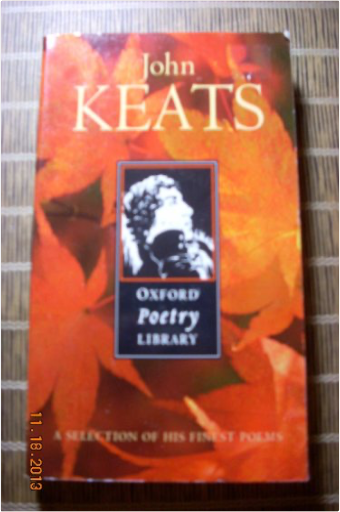 John
KEATS
OXFORD
Poetry
LIBRARY
A SELECTION OF HIS FINEST POEMS
11.18.2013